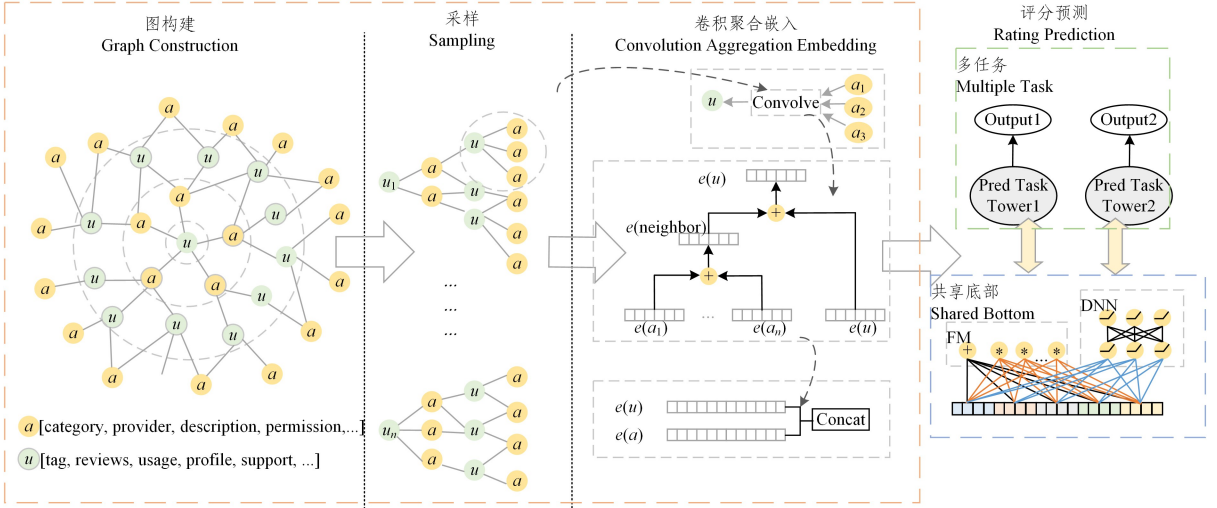 图构建
Graph Construction
采样
Sampling
卷积聚合嵌入
Convolution Aggregation Embedding
评分预测
Rating Prediction
a
a
a
a
a
u
u
u
a
a
a
a
u
u
a
u
a
a
u
u
a
u
a
a
a
u
a
u
u
u
a
a
a
a
a [category, provider, description, permission,...]
u [tag, reviews, usage, profile, support, ...]
u1
a
a
u
u
u
a
a
a
a
a
a
...
...
...
un
a
a
a
u
u
u
a
a
a
a
u
Convolve
a1
a2
a3
e(u)
+
e(neighbor)
+
e(a1)
...
e(an)
e(u)
e(u)
e(a)
Concat
多任务
Multiple Task
Output1
Output2
Pred Task
Tower1
Pred Task
Tower2
共享底部
Shared Bottom
FM
+
*
*
...
*
DNN